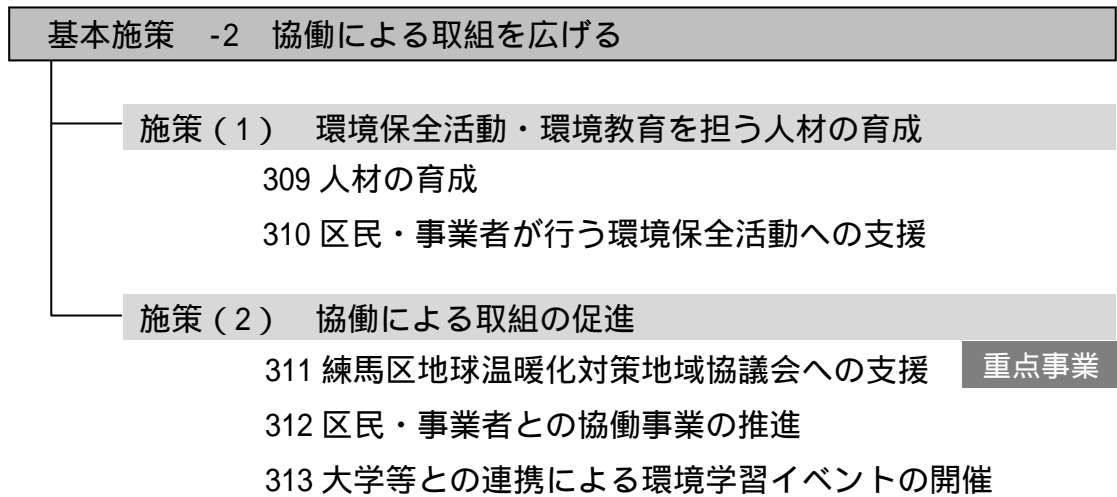 基本施策 -2 協働による取組を広げる
施策(1) 環境保全活動・環境教育を担う人材の育成
309 人材の育成
310 区民・事業者が行う環境保全活動への支援
施策(2) 協働による取組の促進
311 練馬区地球温暖化対策地域協議会への支援 重点事業
312 区民・事業者との協働事業の推進
313 大学等との連携による環境学習イベントの開催